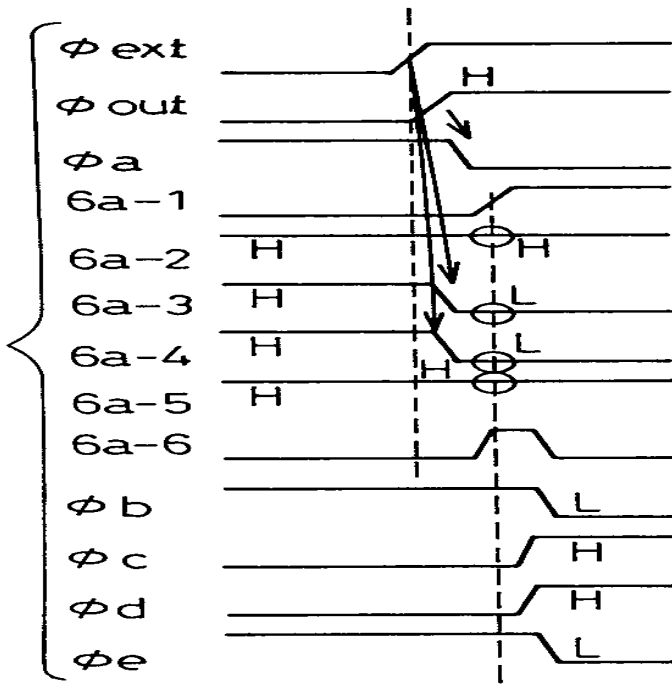 φ ext
H
φ out
φ a
6a-1
6a-2 H H
6a-3 H L
6a-4 H L
H
6a-5 H
6a-6
φ b L
φ c H
φ d H
φ e L